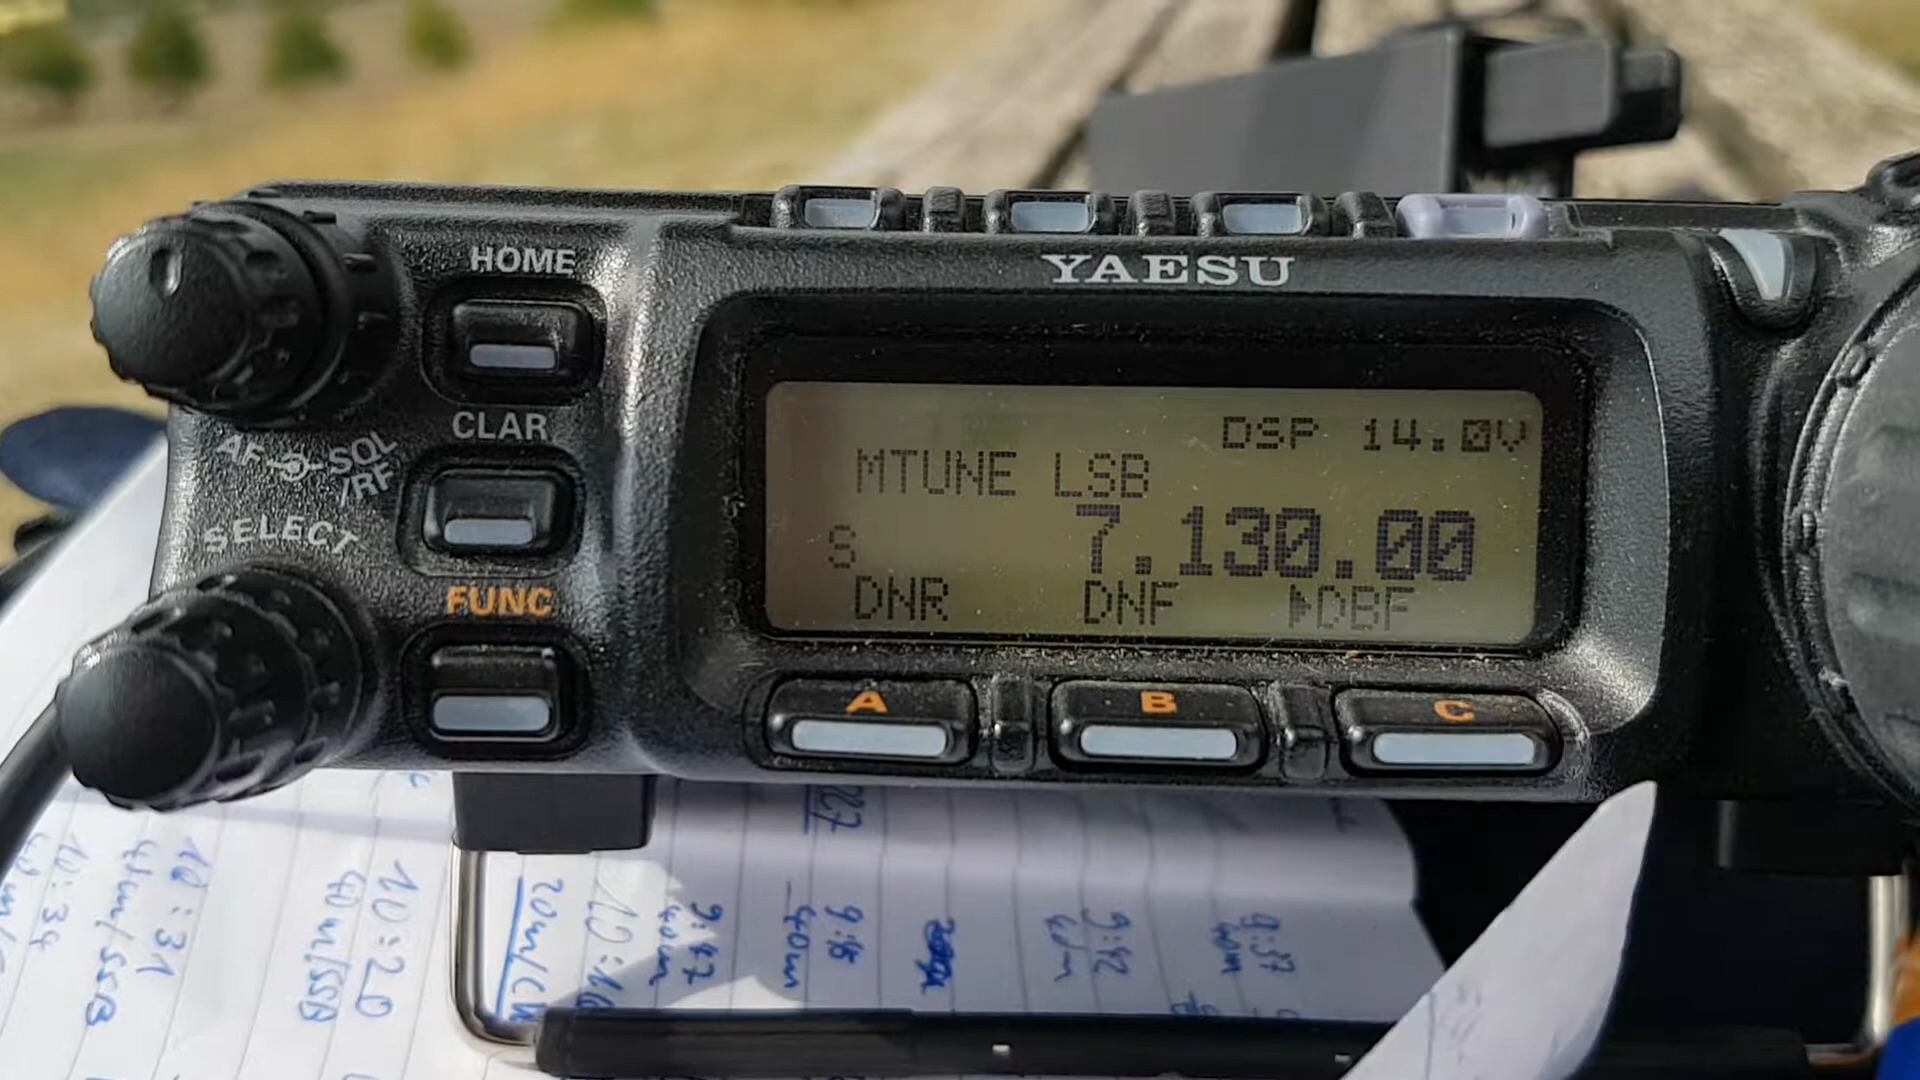 HOME
YAESU
CLAR
DSP 14.0V
AF SQL
/RF
MTUNE LSB
SELECT
S 7.130.00
FUNC
DNR DNF ▶DBF
A B C
10:34
10:31
40m/SSB
10:20
40m/SSB
20m/CW
9:47
40m
40m
9:42
40m
9:37
40m